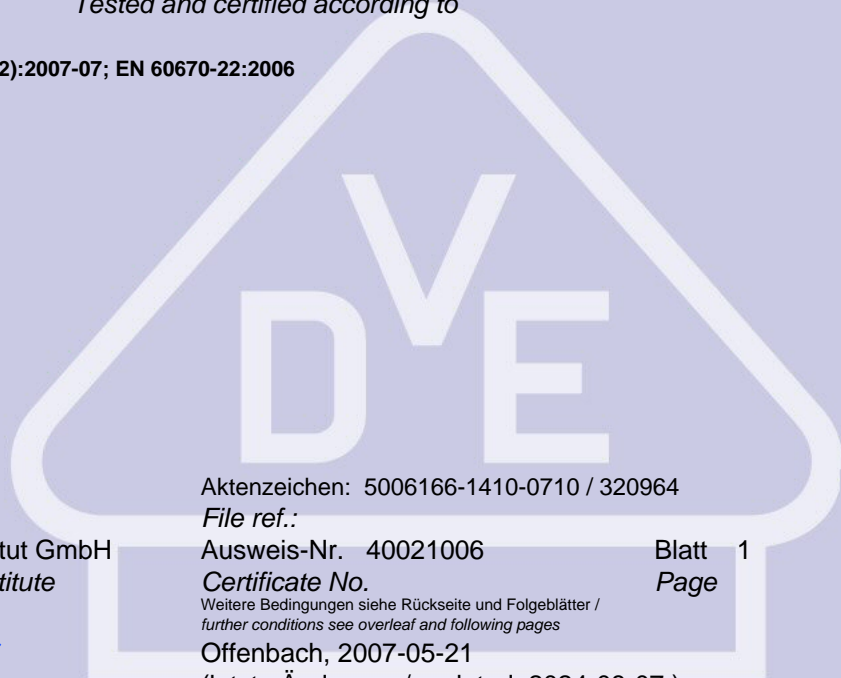 Tested and certified according to
2):2007-07; EN 60670-22:2006
DVE
Aktenzeichen: 5006166-1410-0710 / 320964
File ref.:
tut GmbH Ausweis-Nr. 40021006 Blatt 1
titute Certificate No. Page
Weitere Bedingungen siehe Rückseite und Folgeblätter /
further conditions see overleaf and following pages
Offenbach, 2007-05-21